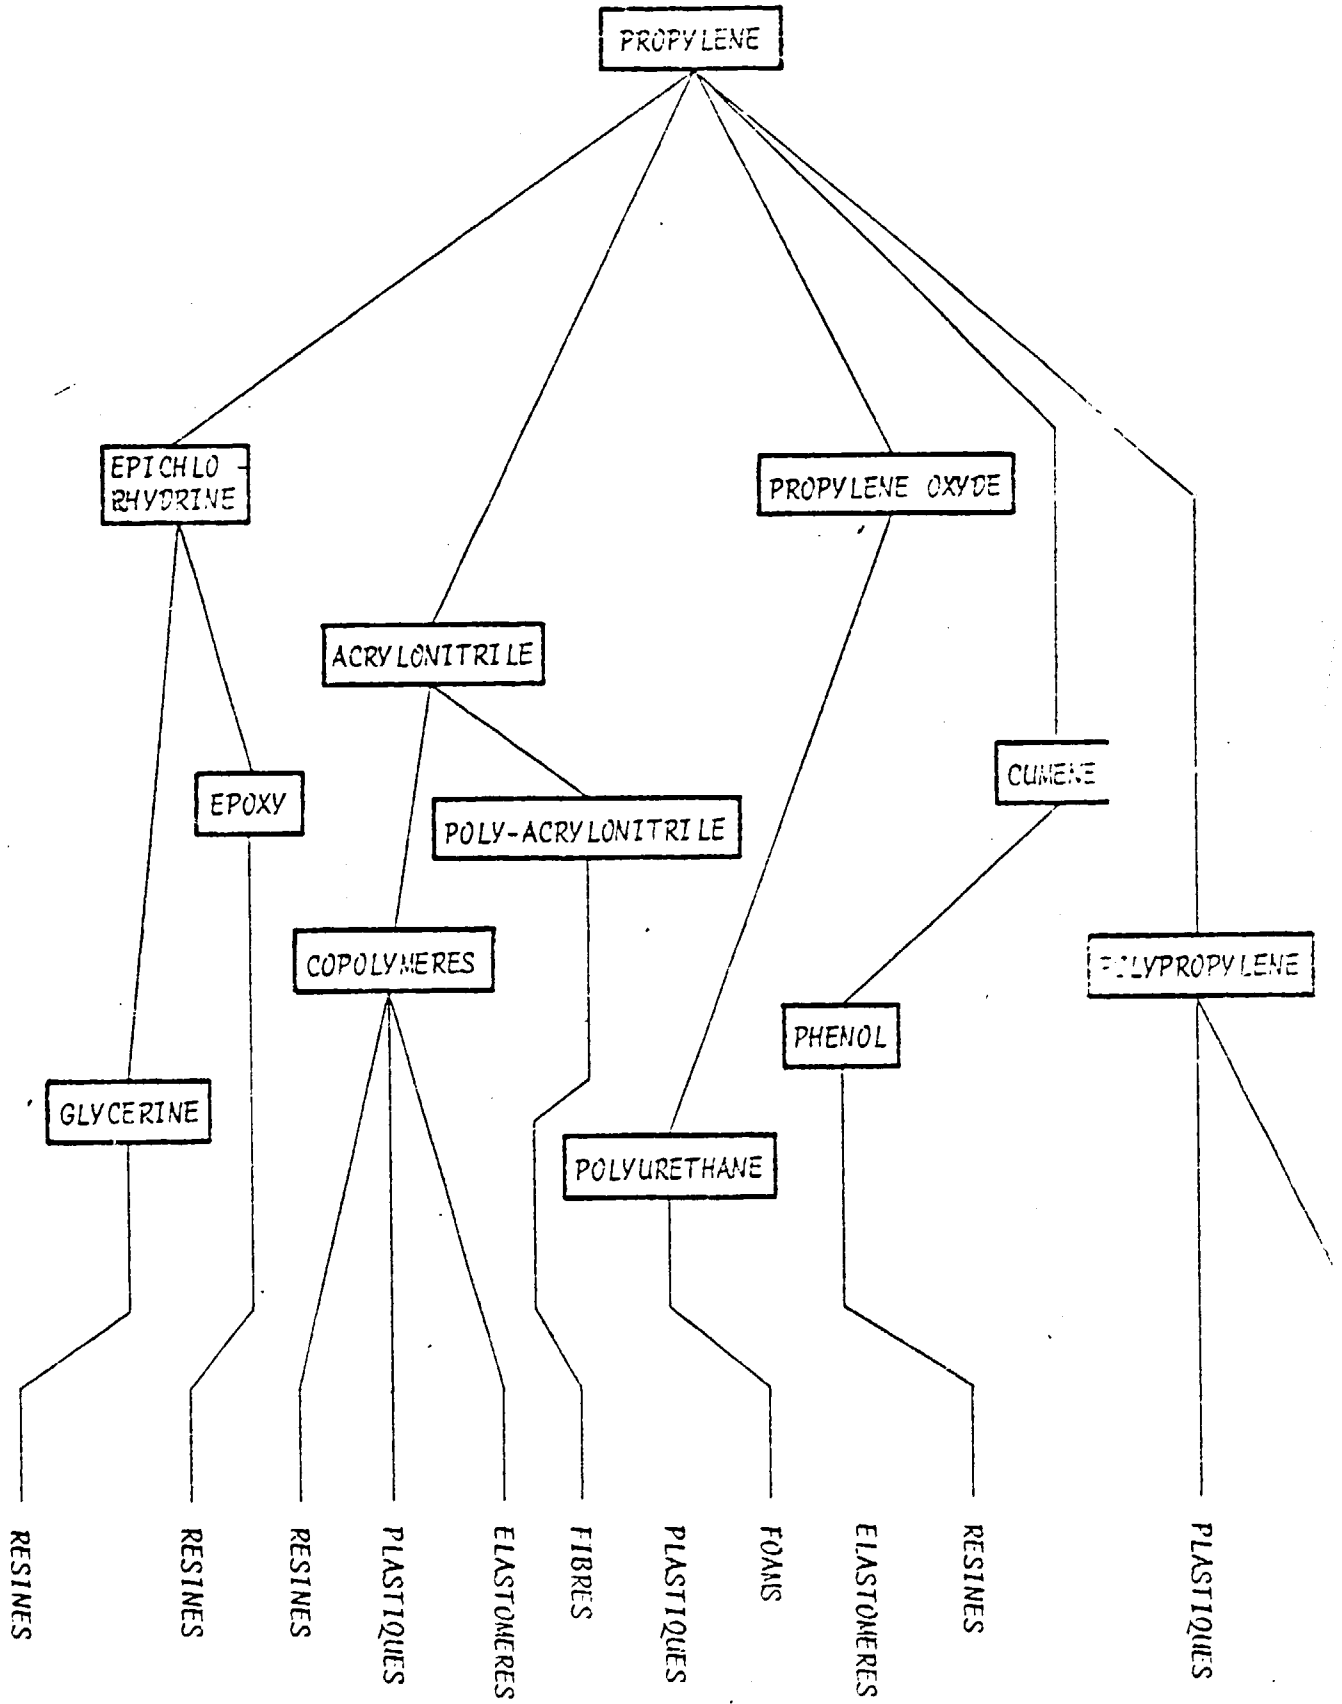 PROPYLENE
EPICHLO-
RHYDRINE
PROPYLENE OXYDE
ACRYLONITRILE
CUMENE
EPOXY
POLY-ACRYLONITRILE
COPOLYMERES
POLYPROPYLENE
PHENOL
GLYCERINE
POLYURETHANE
RESINES
RESINES
RESINES
PLASTIQUES
ELASTOMERES
FIBRES
PLASTIQUES
FOAMS
ELASTOMERES
RESINES
PLASTIQUES